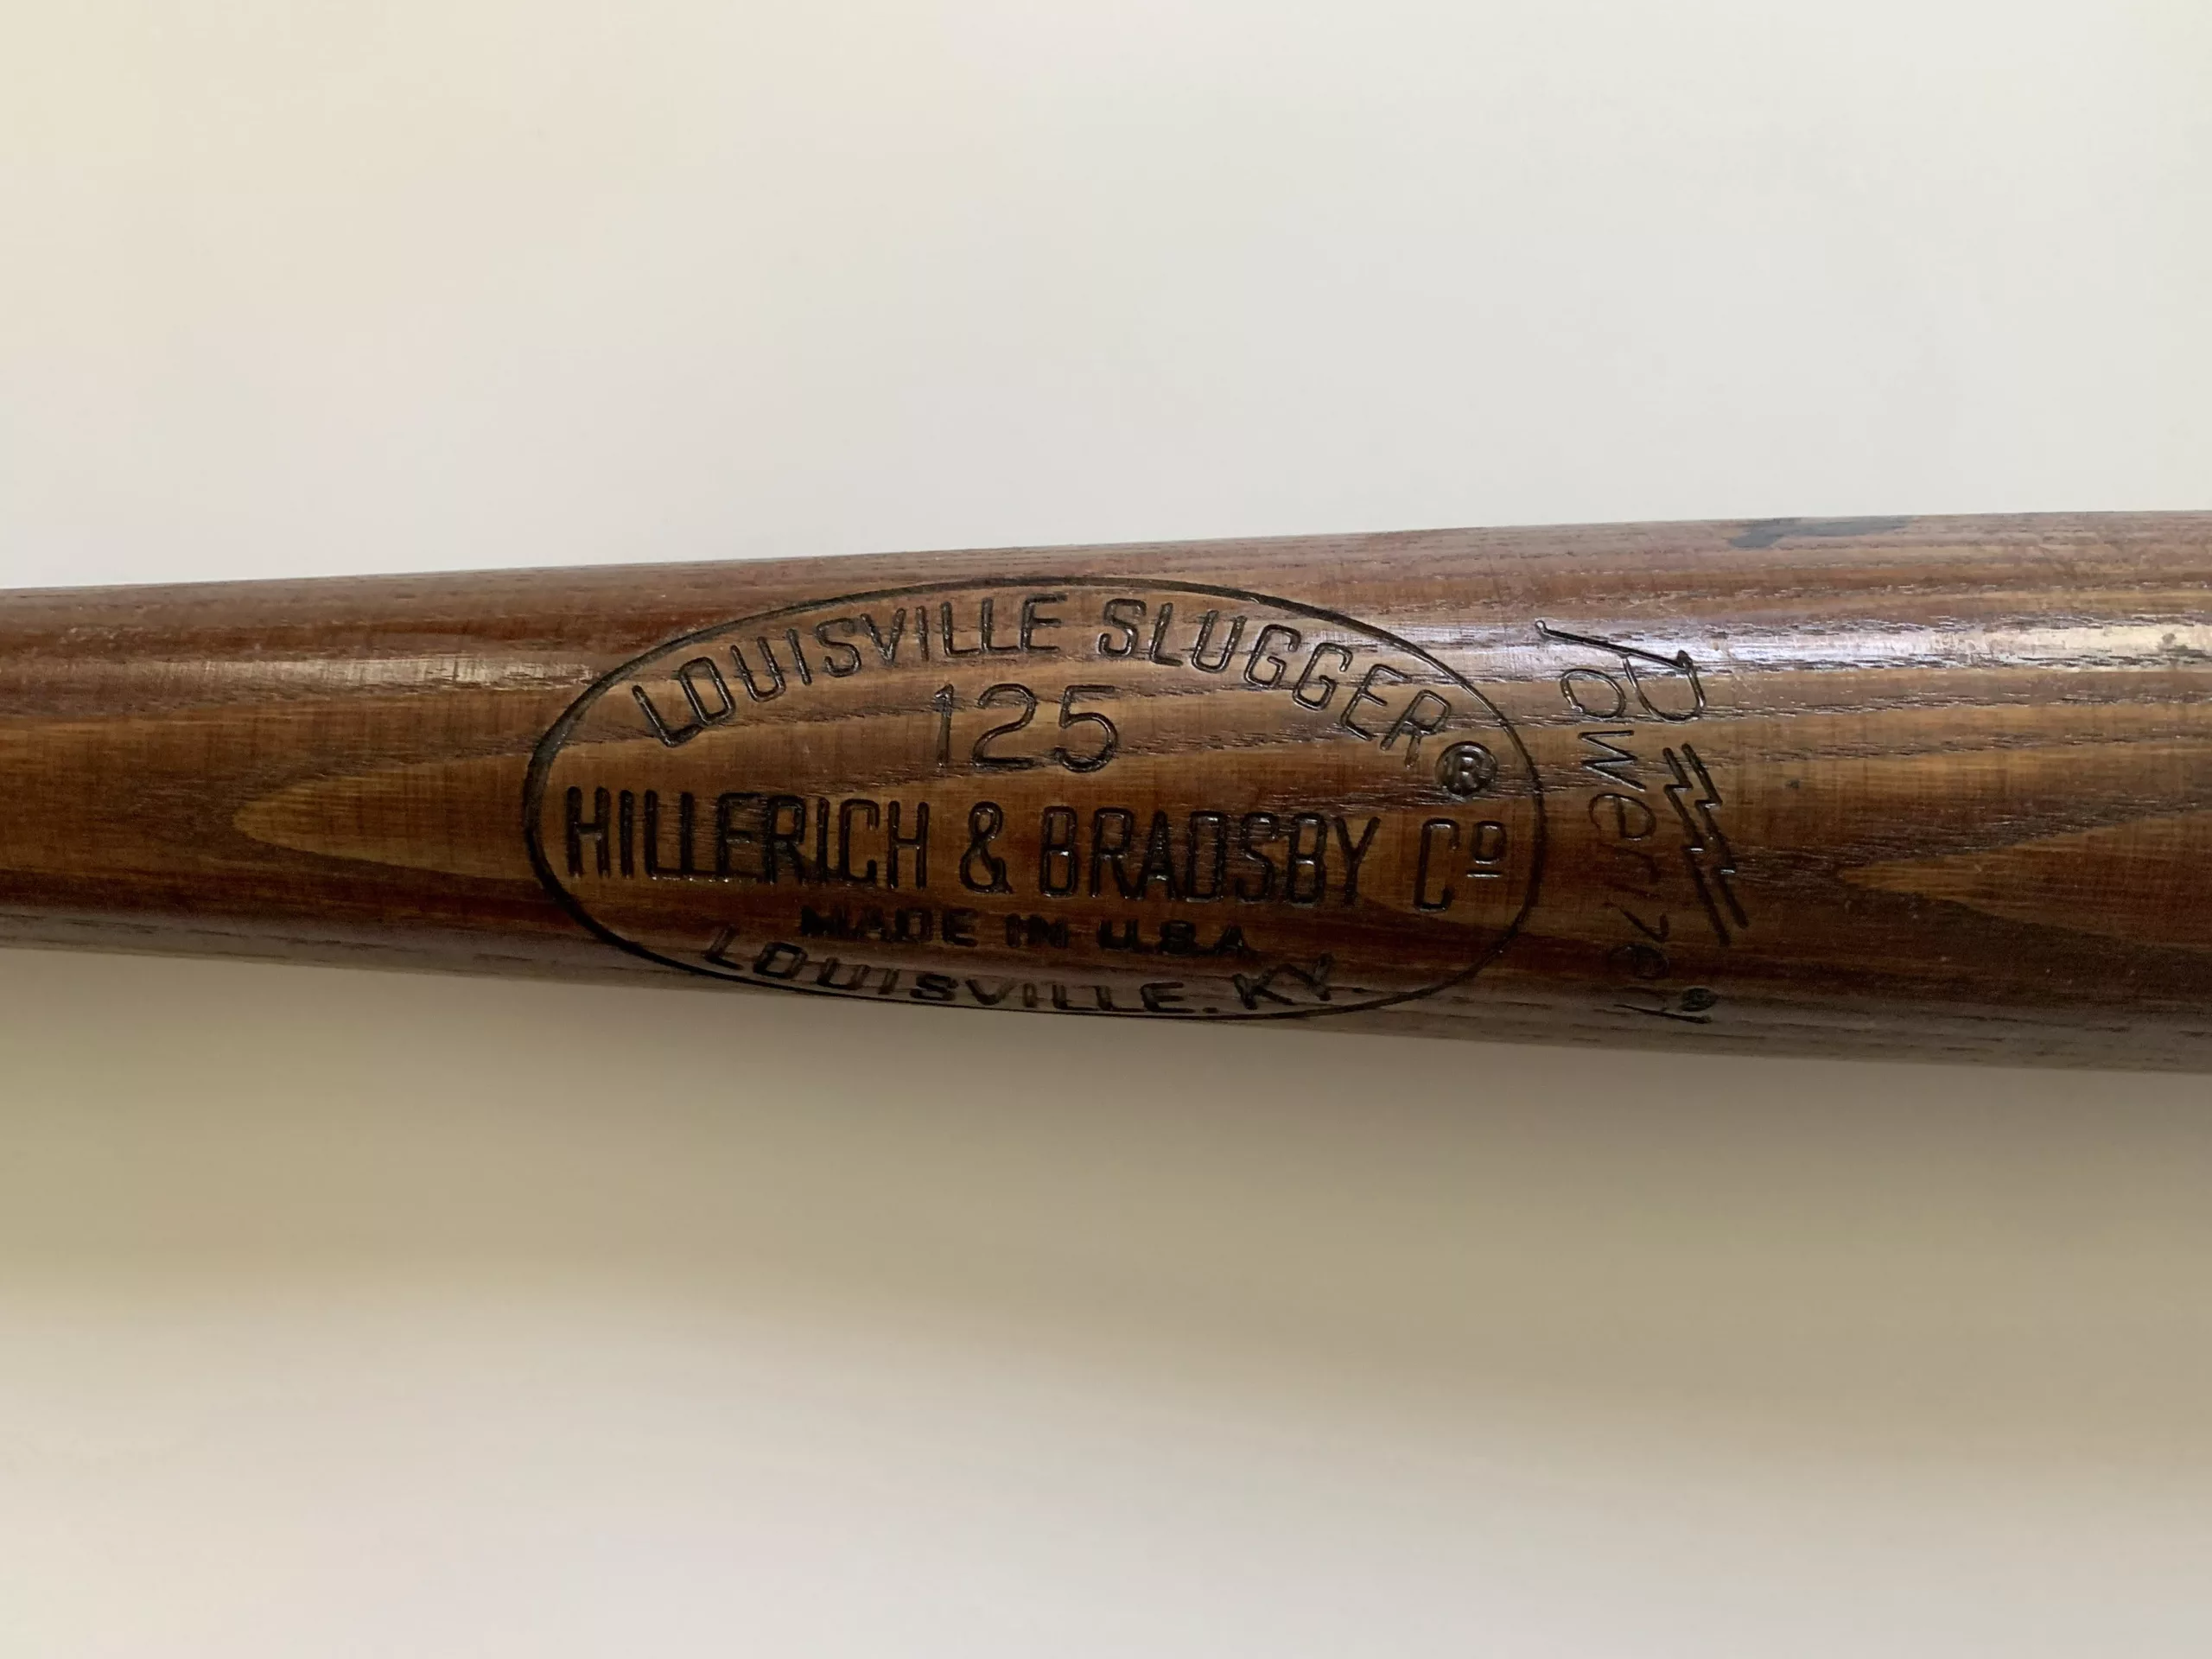 LOUISVILLE SLUGGER®
125
HILLERICH & BRADSBY Cº
MADE IN U.S.A
LOUISVILLE. KY.
Powerized